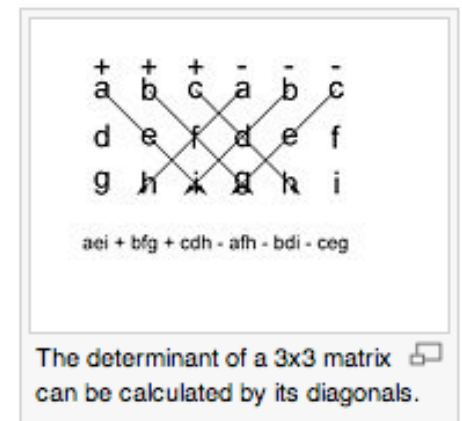 + + + - - -
a b c a b c
d e f d e f
g h i g h i
aei + bfg + cdh - afh - bdi - ceg
The determinant of a 3x3 matrix
can be calculated by its diagonals.